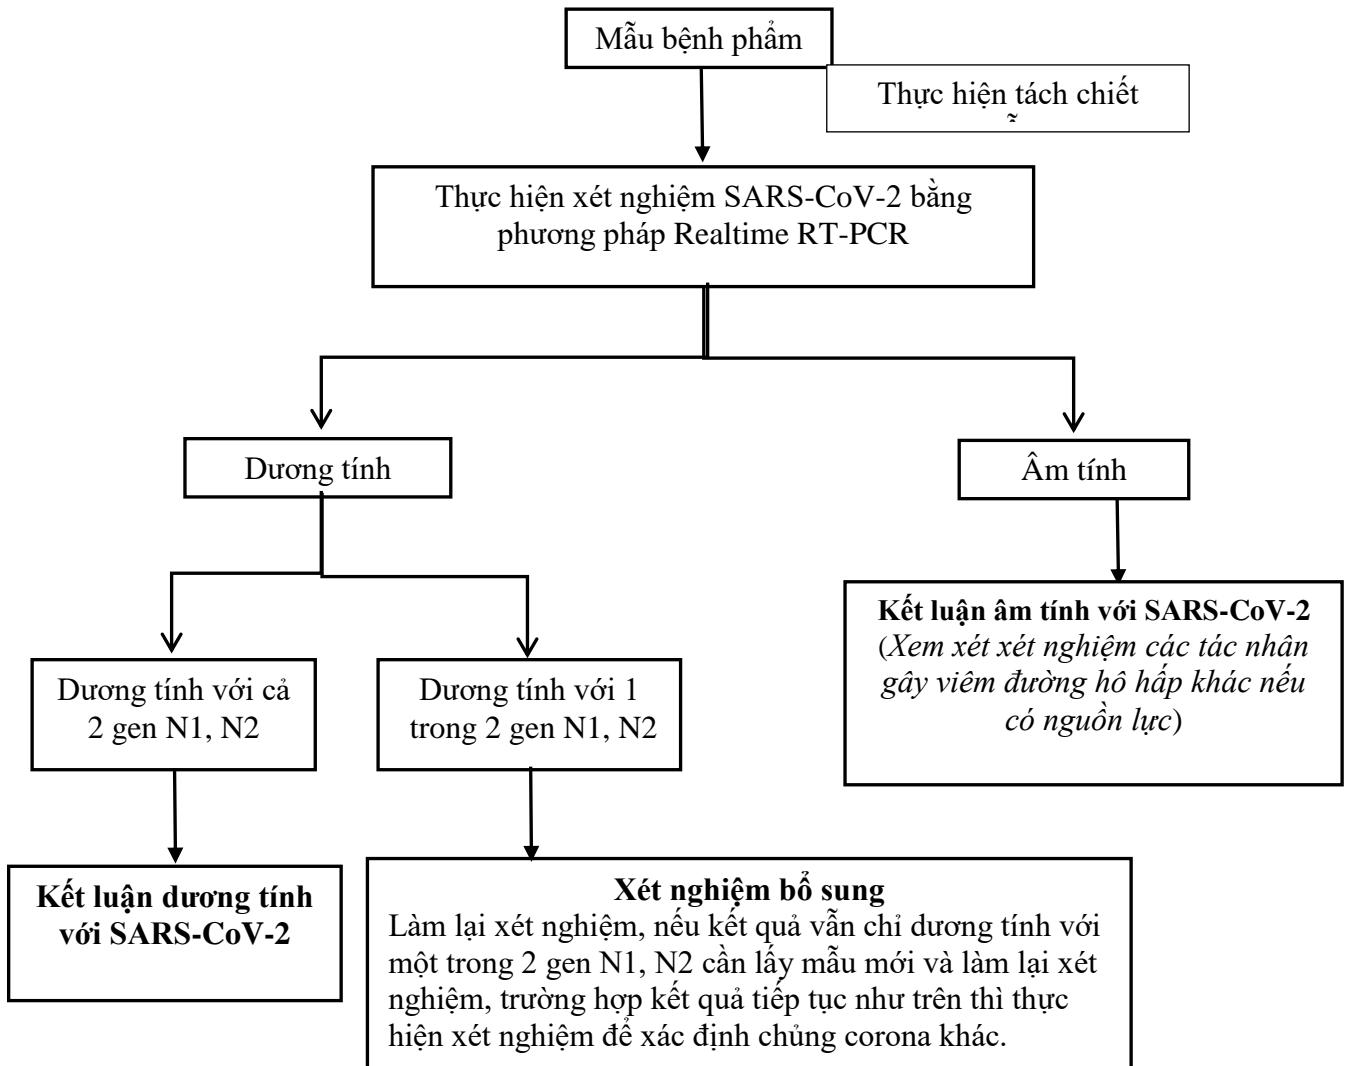 Mẫu bệnh phẩm
Thực hiện tách chiết
Thực hiện xét nghiệm SARS-CoV-2 bằng
phương pháp Realtime RT-PCR
Dương tính
Âm tính
Kết luận âm tính với SARS-CoV-2
(Xem xét xét nghiệm các tác nhân
gây viêm đường hô hấp khác nếu
có nguồn lực)
Dương tính với cả
2 gen N1, N2
Dương tính với 1
trong 2 gen N1, N2
Kết luận dương tính
với SARS-CoV-2
Xét nghiệm bổ sung
Làm lại xét nghiệm, nếu kết quả vẫn chỉ dương tính với
một trong 2 gen N1, N2 cần lấy mẫu mới và làm lại xét
nghiệm, trường hợp kết quả tiếp tục như trên thì thực
hiện xét nghiệm để xác định chủng corona khác.